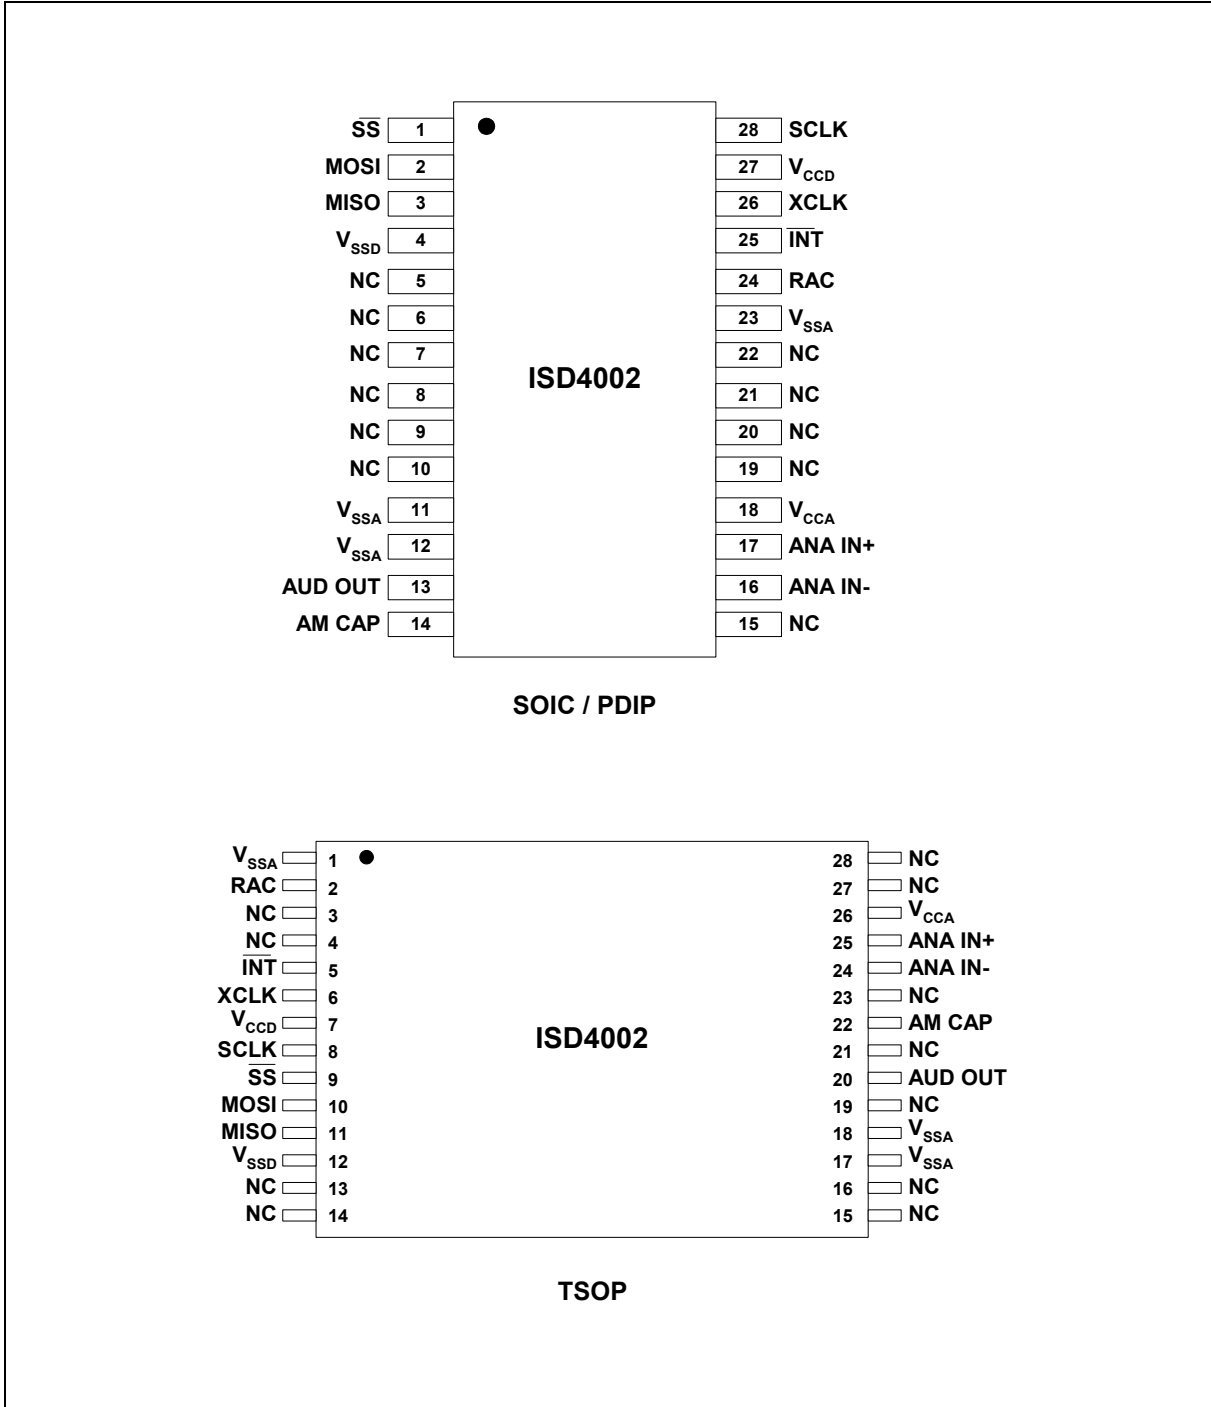 S̅S̅ 1 28 SCLK
MOSI 2 27 VCCD
MISO 3 26 XCLK
VSSD 4 25 I̅N̅T̅
NC 5 24 RAC
NC 6 23 VSSA
NC 7 22 NC
ISD4002
NC 8 21 NC
NC 9 20 NC
NC 10 19 NC
VSSA 11 18 VCCA
VSSA 12 17 ANA IN+
AUD OUT 13 16 ANA IN-
AM CAP 14 15 NC
SOIC / PDIP
VSSA 1 28 NC
RAC 2 27 NC
NC 3 26 VCCA
NC 4 25 ANA IN+
I̅N̅T̅ 5 24 ANA IN-
XCLK 6 23 NC
VCCD 7 22 AM CAP
ISD4002
SCLK 8 21 NC
S̅S̅ 9 20 AUD OUT
MOSI 10 19 NC
MISO 11 18 VSSA
VSSD 12 17 VSSA
NC 13 16 NC
NC 14 15 NC
TSOP